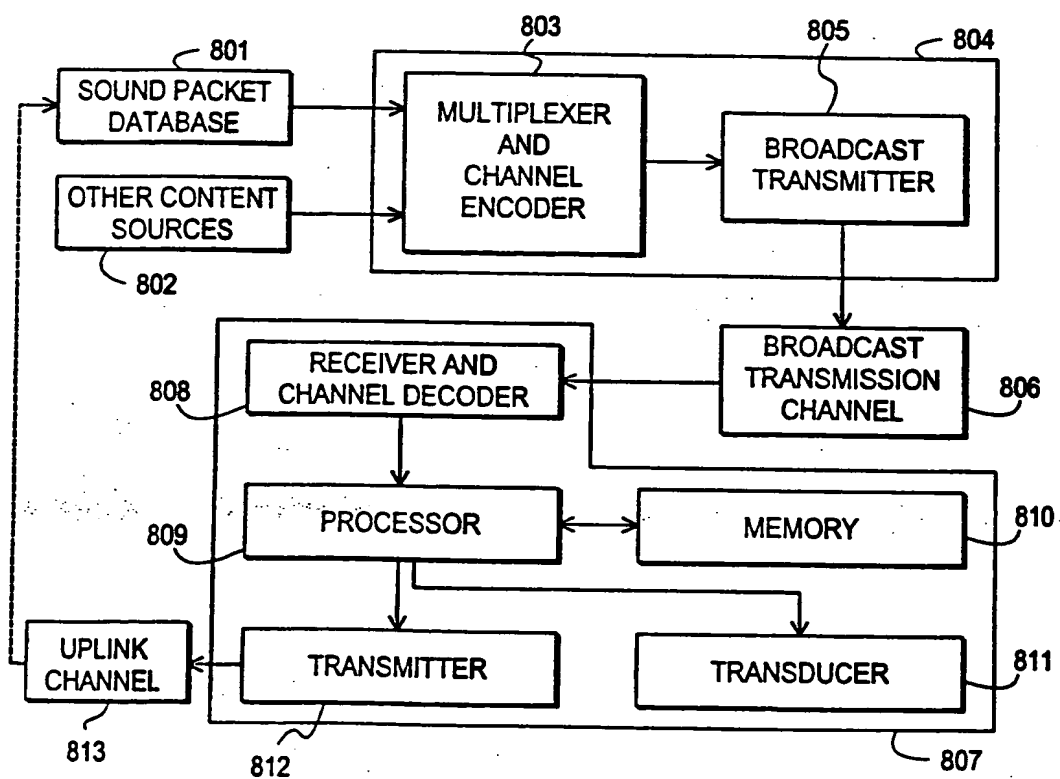 803
805
804
801
SOUND PACKET
DATABASE
MULTIPLEXER
AND
CHANNEL
ENCODER
BROADCAST
TRANSMITTER
OTHER CONTENT
SOURCES
802
RECEIVER AND
CHANNEL DECODER
808
BROADCAST
TRANSMISSION
CHANNEL
806
PROCESSOR
809
MEMORY
810
UPLINK
CHANNEL
813
TRANSMITTER
812
TRANSDUCER
811
807